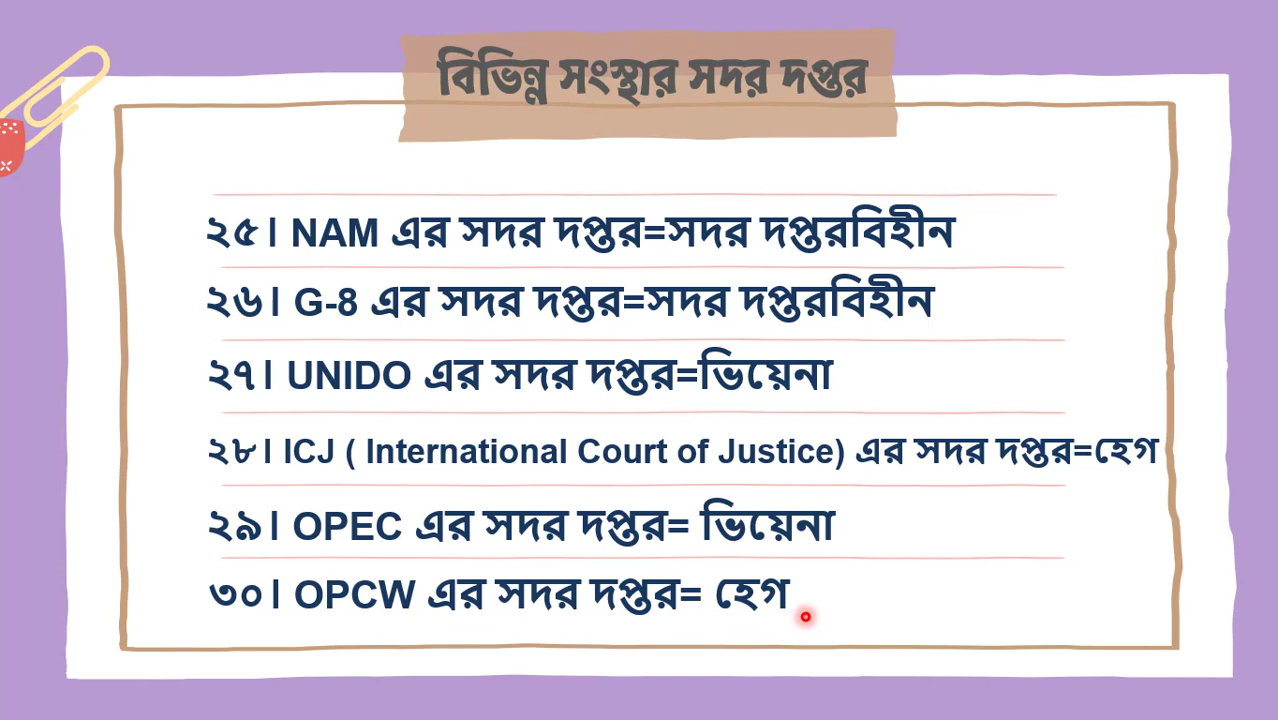 বিভিন্ন সংস্থার সদর দপ্তর
২৫। NAM এর সদর দপ্তর=সদর দপ্তরবিহীন
২৬। G-8 এর সদর দপ্তর=সদর দপ্তরবিহীন
২৭। UNIDO এর সদর দপ্তর=ভিয়েনা
২৮। ICJ ( International Court of Justice) এর সদর দপ্তর=হেগ
২৯। OPEC এর সদর দপ্তর= ভিয়েনা
৩০। OPCW এর সদর দপ্তর= হেগ